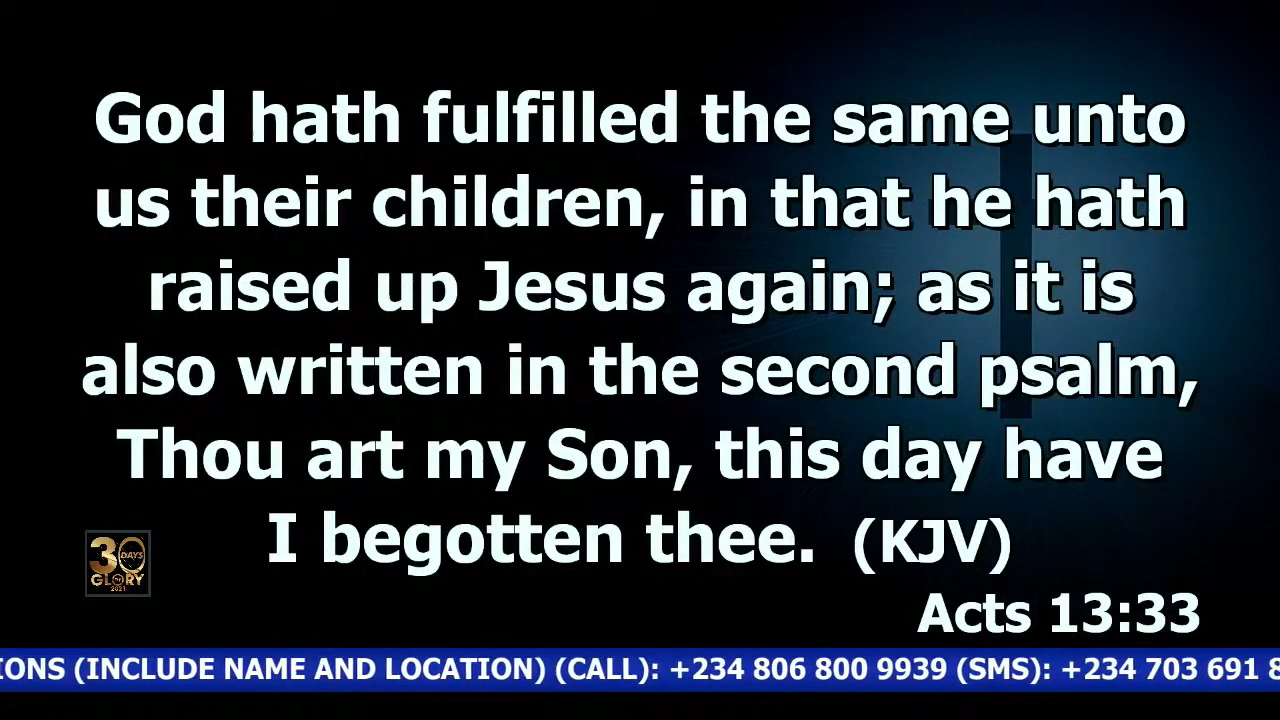 God hath fulfilled the same unto
us their children, in that he hath
raised up Jesus again; as it is
also written in the second psalm,
Thou art my Son, this day have
I begotten thee. (KJV)
Acts 13:33
30 DAYS
GLORY
2021
IONS (INCLUDE NAME AND LOCATION) (CALL): +234 806 800 9939 (SMS): +234 703 691 8